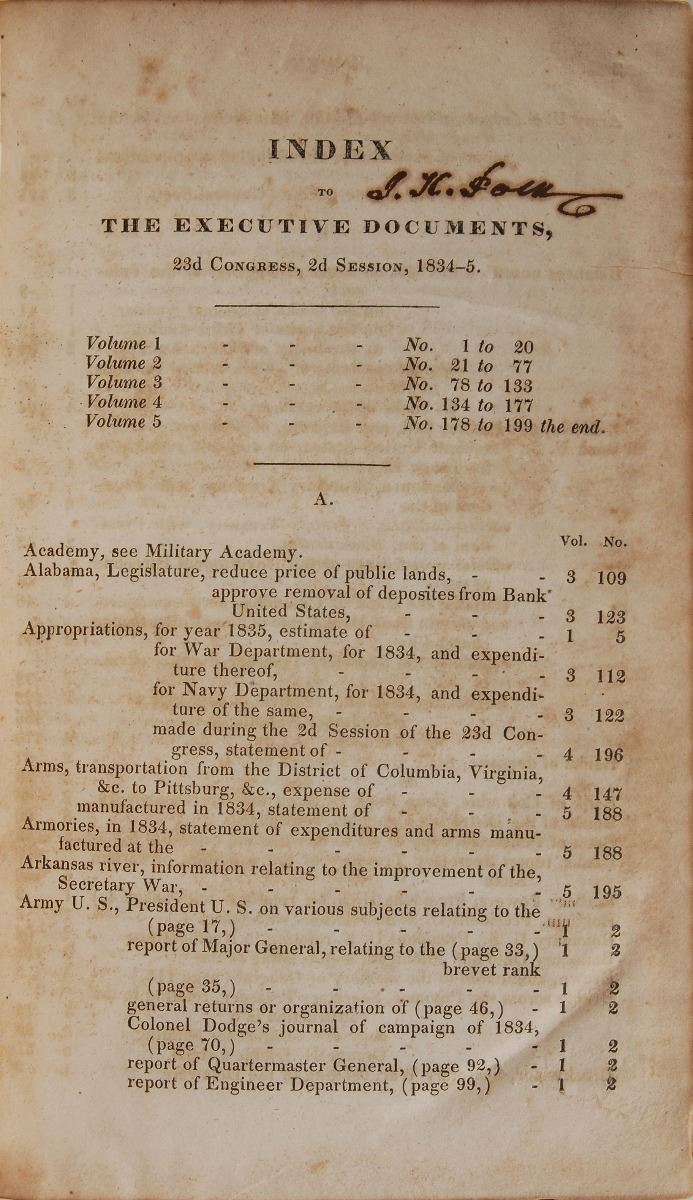 INDEX
TO
J. K. Polk
THE EXECUTIVE DOCUMENTS,
23d Congress, 2d Session, 1834–5.
Volume 1 - - - No. 1 to 20
Volume 2 - - - No. 21 to 77
Volume 3 - - - No. 78 to 133
Volume 4 - - - No. 134 to 177
Volume 5 - - - No. 178 to 199 the end.
A.
Vol. No.
Academy, see Military Academy.
Alabama, Legislature, reduce price of public lands, - - 3 109
approve removal of deposites from Bank
United States, - - - 3 123
Appropriations, for year 1835, estimate of - - - 1 5
for War Department, for 1834, and expendi-
ture thereof, - - - - 3 112
for Navy Department, for 1834, and expendi-
ture of the same, - - - - 3 122
made during the 2d Session of the 23d Con-
gress, statement of - - - - 4 196
Arms, transportation from the District of Columbia, Virginia,
&c. to Pittsburg, &c., expense of - - - 4 147
manufactured in 1834, statement of - - - 5 188
Armories, in 1834, statement of expenditures and arms manu-
factured at the - - - - - - 5 188
Arkansas river, information relating to the improvement of the,
Secretary War, - - - - - - 5 195
Army U. S., President U. S. on various subjects relating to the
(page 17,) - - - - - 1 2
report of Major General, relating to the (page 33,) 1 2
brevet rank
(page 35,) - - - - - 1 2
general returns or organization of (page 46,) - 1 2
Colonel Dodge's journal of campaign of 1834,
(page 70,) - - - - - 1 2
report of Quartermaster General, (page 92,) - 1 2
report of Engineer Department, (page 99,) - 1 2